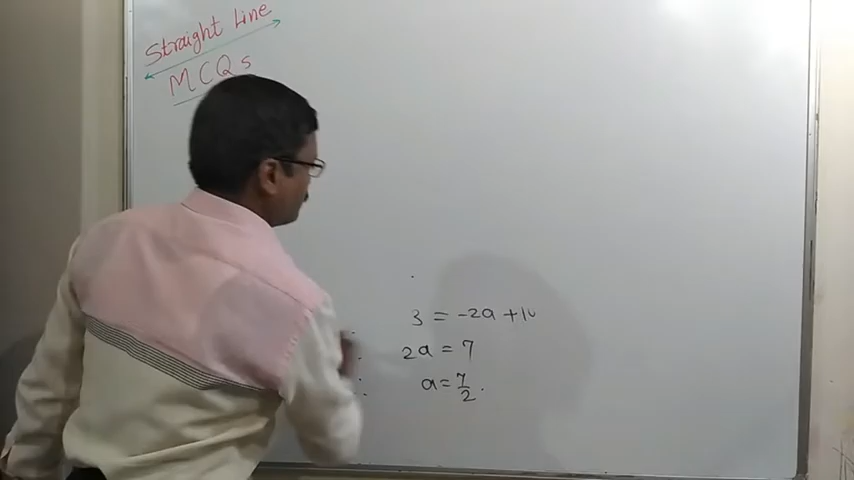 Straight Line
MCQs
3 = -2a + 10
2a = 7
a = 7/2.